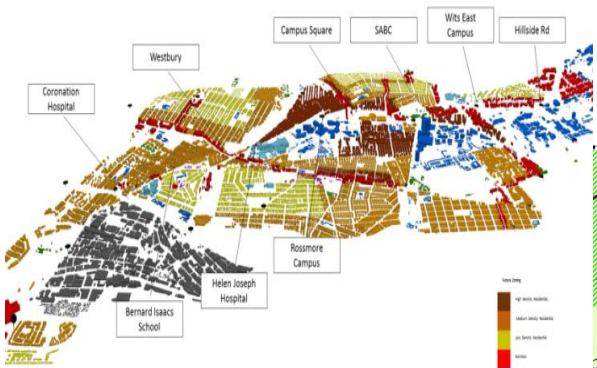 Campus Square
SABC
Wits East
Campus
Hillside Rd
Westbury
Coronation
Hospital
Rossmore
Campus
Helen Joseph
Hospital
Bernard Isaacs
School
Future Zoning
High Density Residential
Medium Density Residential
Low Density Residential
Business